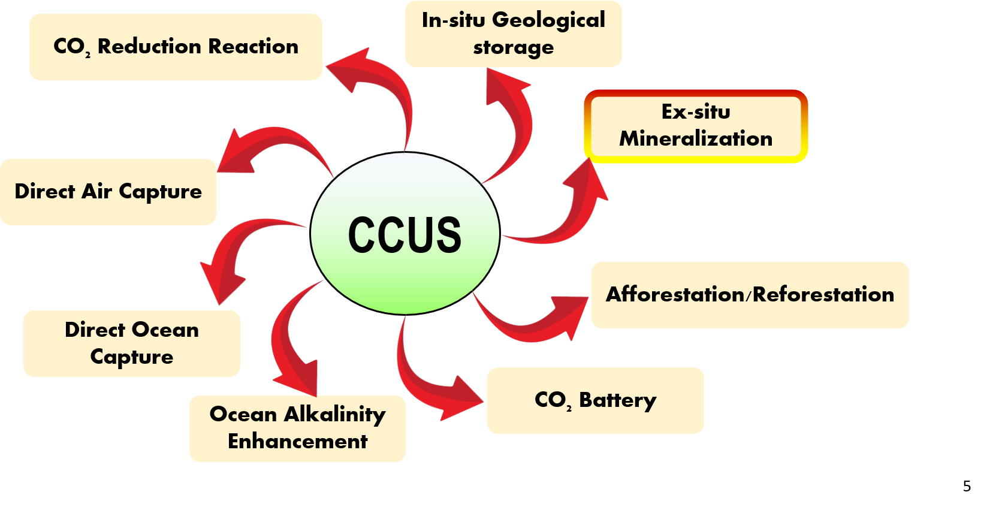 In-situ Geological
storage
CO₂ Reduction Reaction
Ex-situ
Mineralization
Direct Air Capture
CCUS
Afforestation/Reforestation
Direct Ocean
Capture
CO₂ Battery
Ocean Alkalinity
Enhancement
5